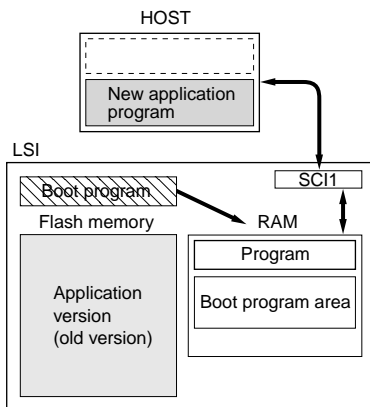 HOST
New application
program
LSI
SCI1
Boot program
Flash memory
RAM
Program
Application
version
(old version)
Boot program area